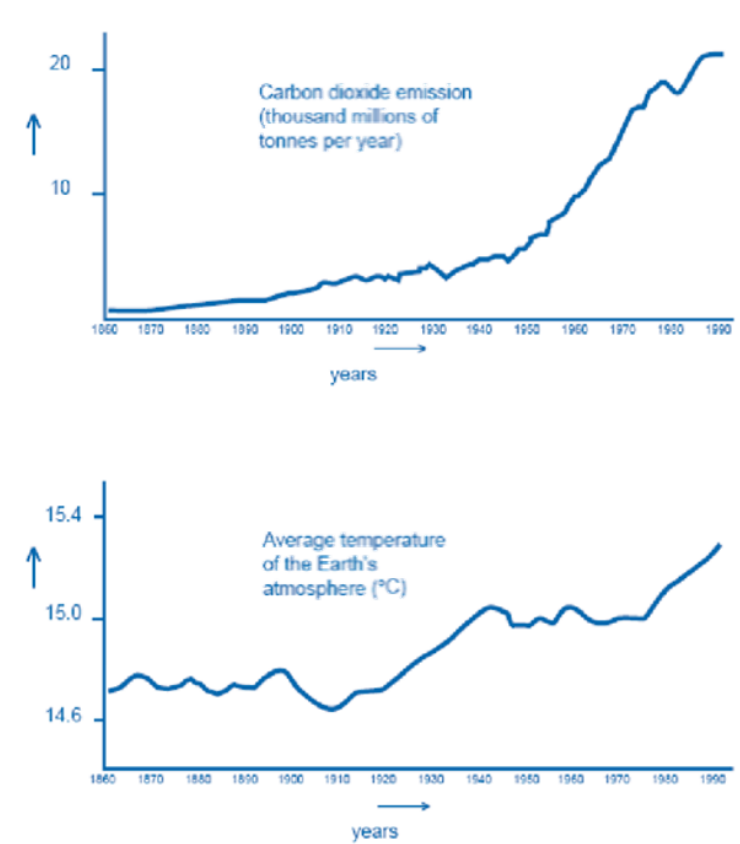 20
Carbon dioxide emission
(thousand millions of
tonnes per year)
10
1860 1870 1880 1890 1900 1910 1920 1930 1940 1950 1960 1970 1980 1990
years
15.4
Average temperature
of the Earth's
atmosphere (°C)
15.0
14.6
1860 1870 1880 1890 1900 1910 1920 1930 1940 1950 1960 1970 1980 1990
years